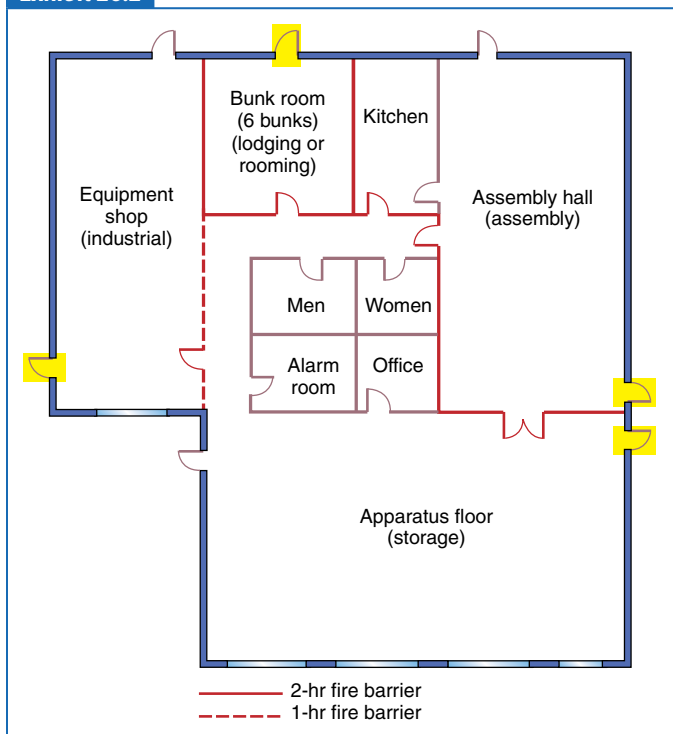 Bunk room
(6 bunks)
(lodging or
rooming)
Kitchen
Equipment
shop
(industrial)
Assembly hall
(assembly)
Men
Women
Alarm
room
Office
Apparatus floor
(storage)
2-hr fire barrier
1-hr fire barrier